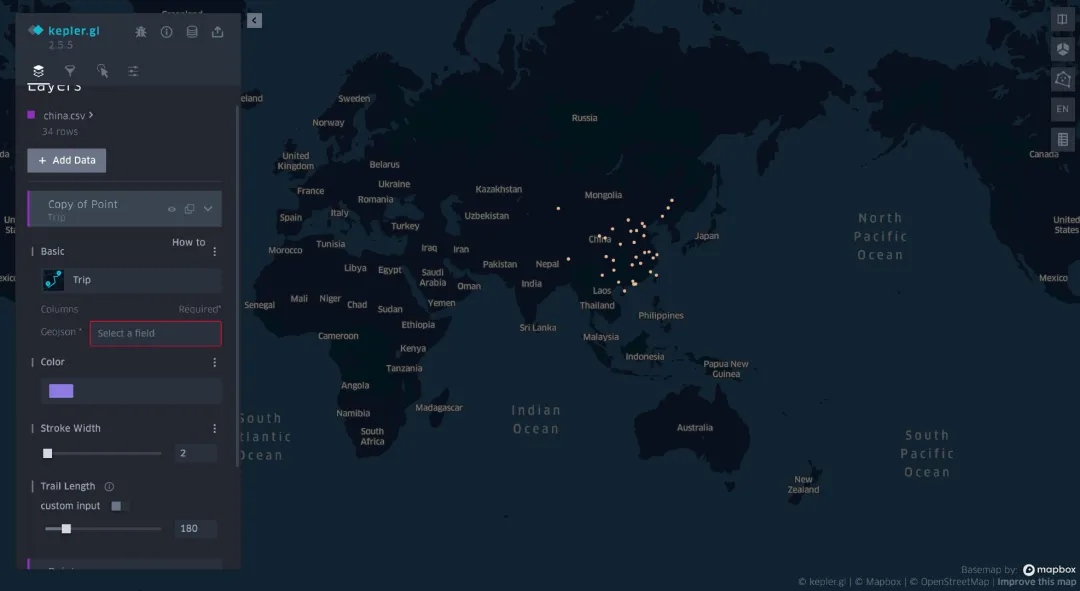 kepler.gl
2.5.5
Layers
china.csv
34 rows
+ Add Data
Copy of Point
Trip
How to
Basic
Trip
Columns
Required*
Geojson *
Select a field
Color
Stroke Width
2
Trail Length
custom input
180
Greenland
eland
Sweden
Norway
Russia
United
Kingdom
Belarus
Ukraine
France
Romania
Kazakhstan
Mongolia
Spain
Italy
Turkey
Uzbekistan
Morocco
Tunisia
Iraq
Iran
China
Japan
Libya
Egypt
Saudi
Arabia
Pakistan
Nepal
Oman
India
Laos
Senegal
Mali
Niger
Chad
Sudan
Yemen
Thailand
Philippines
Ethiopia
Sri Lanka
Cameroon
Malaysia
Kenya
Indonesia
Tanzania
Papua New
Guinea
Angola
Namibia
Madagascar
South
Africa
Australia
New
Zealand
North
Pacific
Ocean
Indian
Ocean
South
Pacific
Ocean
South
tlantic
Ocean
EN
Canada
United
States
Mexico
Basemap by:
mapbox
© kepler.gl | © Mapbox | © OpenStreetMap | Improve this map